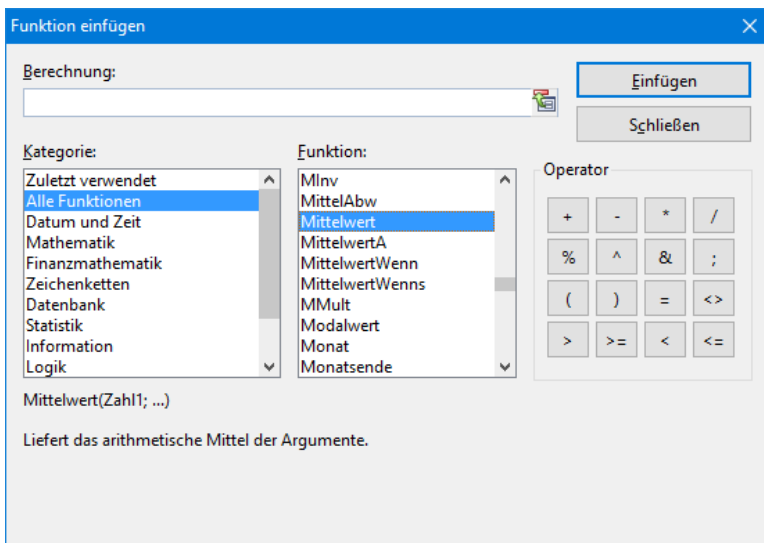 Funktion einfügen
Berechnung:
Einfügen
Schließen
Kategorie:
Zuletzt verwendet
Alle Funktionen
Datum und Zeit
Mathematik
Finanzmathematik
Zeichenketten
Datenbank
Statistik
Information
Logik
Funktion:
MInv
MittelAbw
Mittelwert
MittelwertA
MittelwertWenn
MittelwertWenns
MMult
Modalwert
Monat
Monatsende
Operator
+ - * /
% ^ & ;
( ) = <>
> >= < <=
Mittelwert(Zahl1; ...)
Liefert das arithmetische Mittel der Argumente.